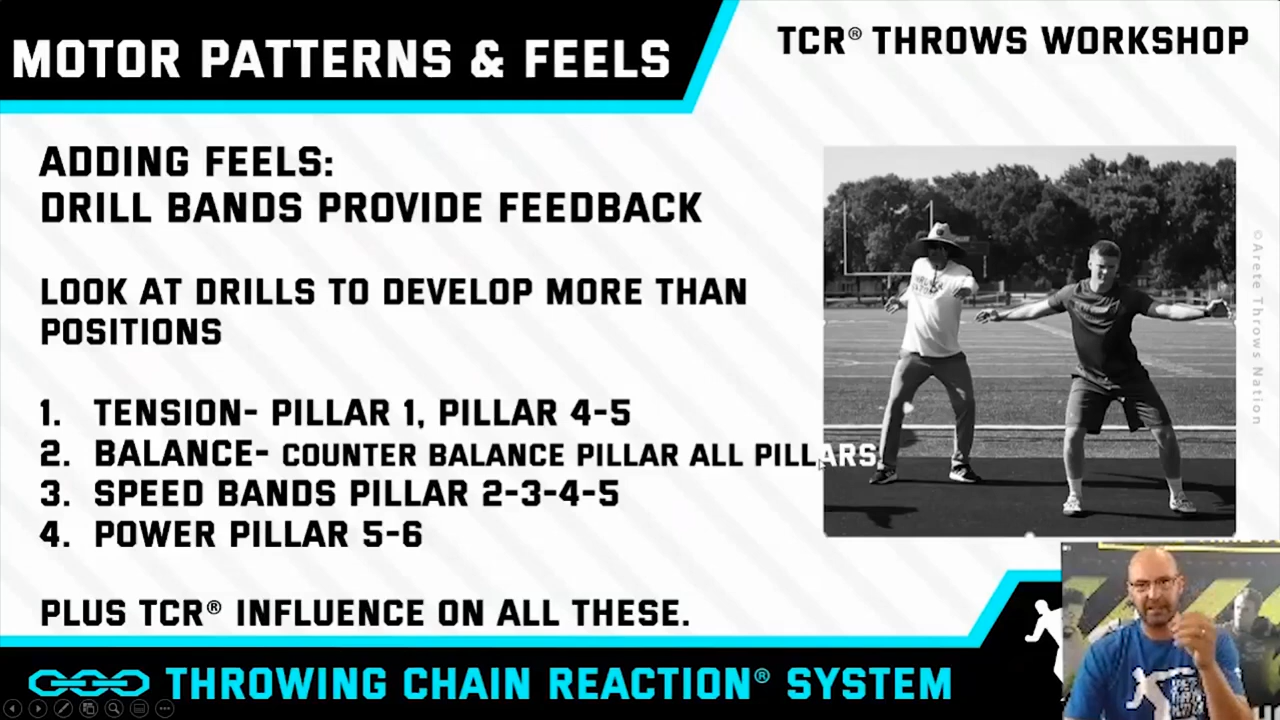 MOTOR PATTERNS & FEELS
TCR® THROWS WORKSHOP
ADDING FEELS:
DRILL BANDS PROVIDE FEEDBACK
LOOK AT DRILLS TO DEVELOP MORE THAN
POSITIONS
1. TENSION- PILLAR 1, PILLAR 4-5
2. BALANCE- COUNTER BALANCE PILLAR ALL PILLARS
3. SPEED BANDS PILLAR 2-3-4-5
4. POWER PILLAR 5-6
PLUS TCR® INFLUENCE ON ALL THESE.
© Arete Throws Nation
THROWING CHAIN REACTION® SYSTEM